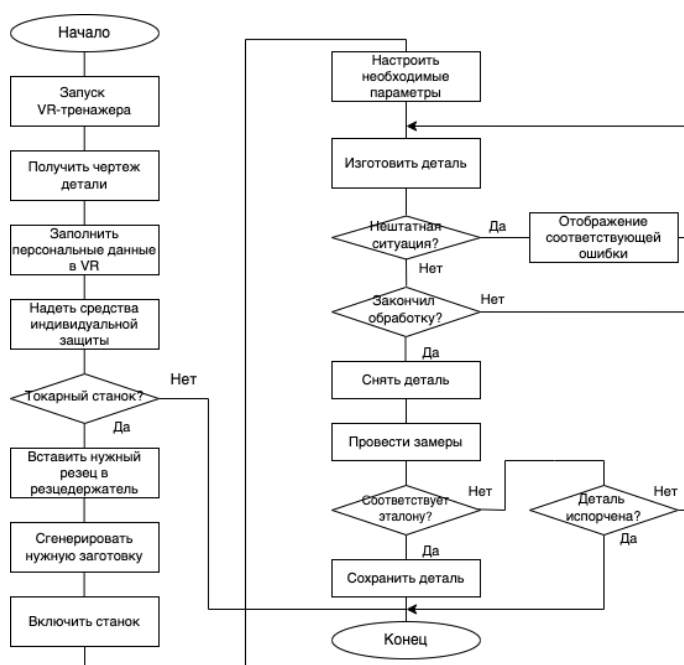 Начало
Запуск
VR-тренажера
Получить чертеж
детали
Заполнить
персональные данные
в VR
Надеть средства
индивидуальной
защиты
Токарный станок?
Нет
Да
Вставить нужный
резец в
резцедержатель
Сгенерировать
нужную заготовку
Включить станок
Настроить
необходимые
параметры
Изготовить деталь
Нештатная
ситуация?
Да
Отображение
соответствующей
ошибки
Нет
Закончил
обработку?
Нет
Да
Снять деталь
Провести замеры
Соответствует
эталону?
Нет
Деталь
испорчена?
Нет
Да
Да
Сохранить деталь
Конец